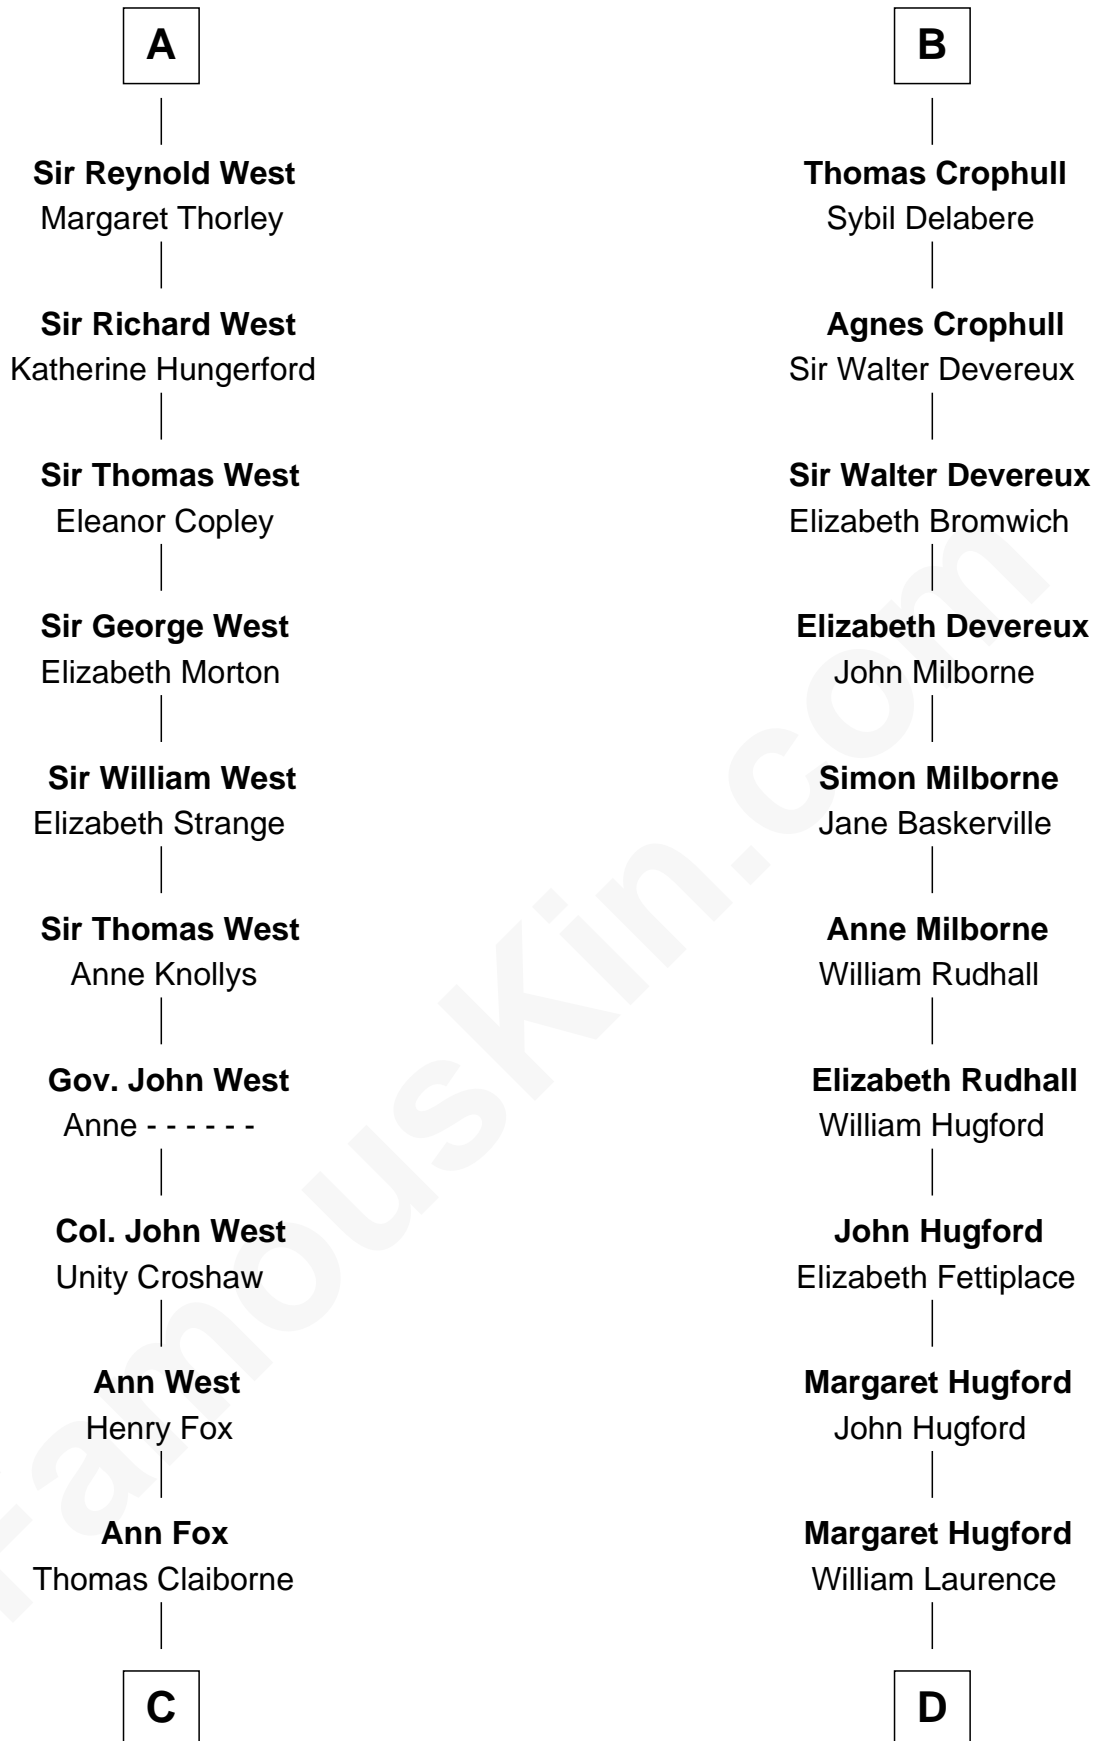 A
Sir Reynold West
Margaret Thorley
Sir Richard West
Katherine Hungerford
Sir Thomas West
Eleanor Copley
Sir George West
Elizabeth Morton
Sir William West
Elizabeth Strange
Sir Thomas West
Anne Knollys
Gov. John West
Anne - - - - - -
Col. John West
Unity Croshaw
Ann West
Henry Fox
Ann Fox
Thomas Claiborne
C
B
Thomas Crophull
Sybil Delabere
Agnes Crophull
Sir Walter Devereux
Sir Walter Devereux
Elizabeth Bromwich
Elizabeth Devereux
John Milborne
Simon Milborne
Jane Baskerville
Anne Milborne
William Rudhall
Elizabeth Rudhall
William Hugford
John Hugford
Elizabeth Fettiplace
Margaret Hugford
John Hugford
Margaret Hugford
William Laurence
D
FamousKin.com